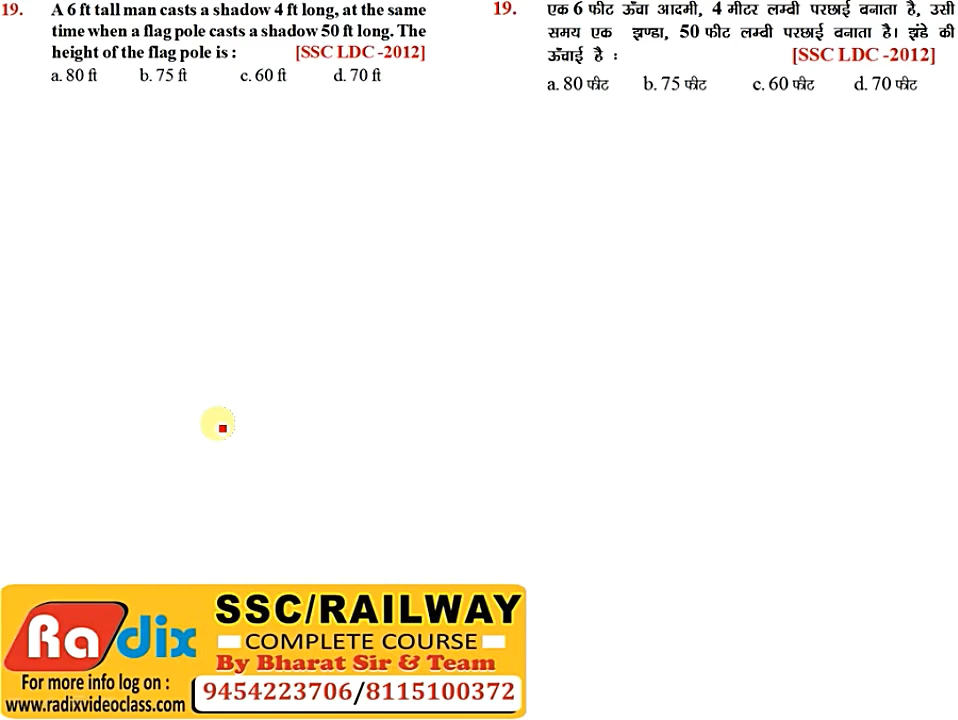 19. A 6 ft tall man casts a shadow 4 ft long, at the same
time when a flag pole casts a shadow 50 ft long. The
height of the flag pole is : [SSC LDC -2012]
a. 80 ft b. 75 ft c. 60 ft d. 70 ft
19. एक 6 फीट ऊँचा आदमी, 4 मीटर लम्बी परछाई बनाता है, उसी
समय एक झण्डा, 50 फीट लम्बी परछाई बनाता है। झंडे की
ऊँचाई है : [SSC LDC -2012]
a. 80 फीट b. 75 फीट c. 60 फीट d. 70 फीट
Radix
For more info log on :
www.radixvideoclass.com
SSC/RAILWAY
COMPLETE COURSE
By Bharat Sir & Team
9454223706/8115100372